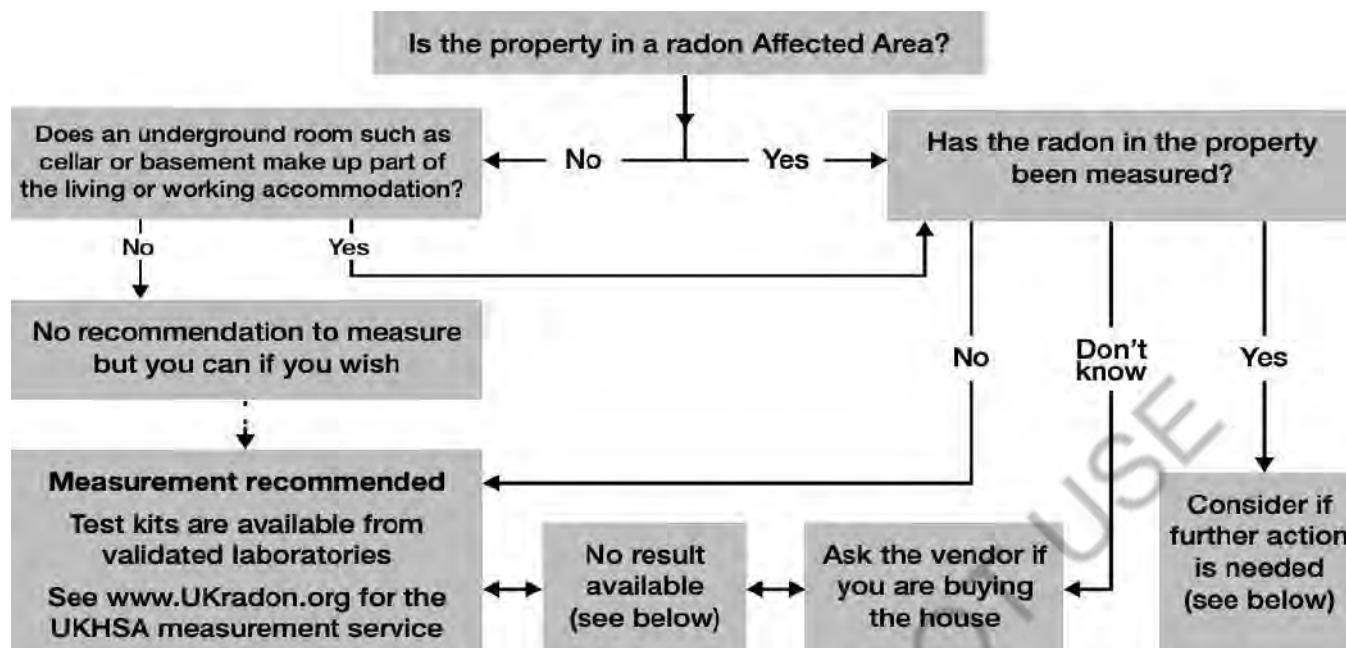 Is the property in a radon Affected Area?
Does an underground room such as
cellar or basement make up part of
the living or working accommodation?
No
Yes
Has the radon in the property
been measured?
No
Yes
No recommendation to measure
but you can if you wish
No
Don't
know
Yes
Measurement recommended
Test kits are available from
validated laboratories
See www.UKradon.org for the
UKHSA measurement service
No result
available
(see below)
Ask the vendor if
you are buying
the house
Consider if
further action
is needed
(see below)
USE